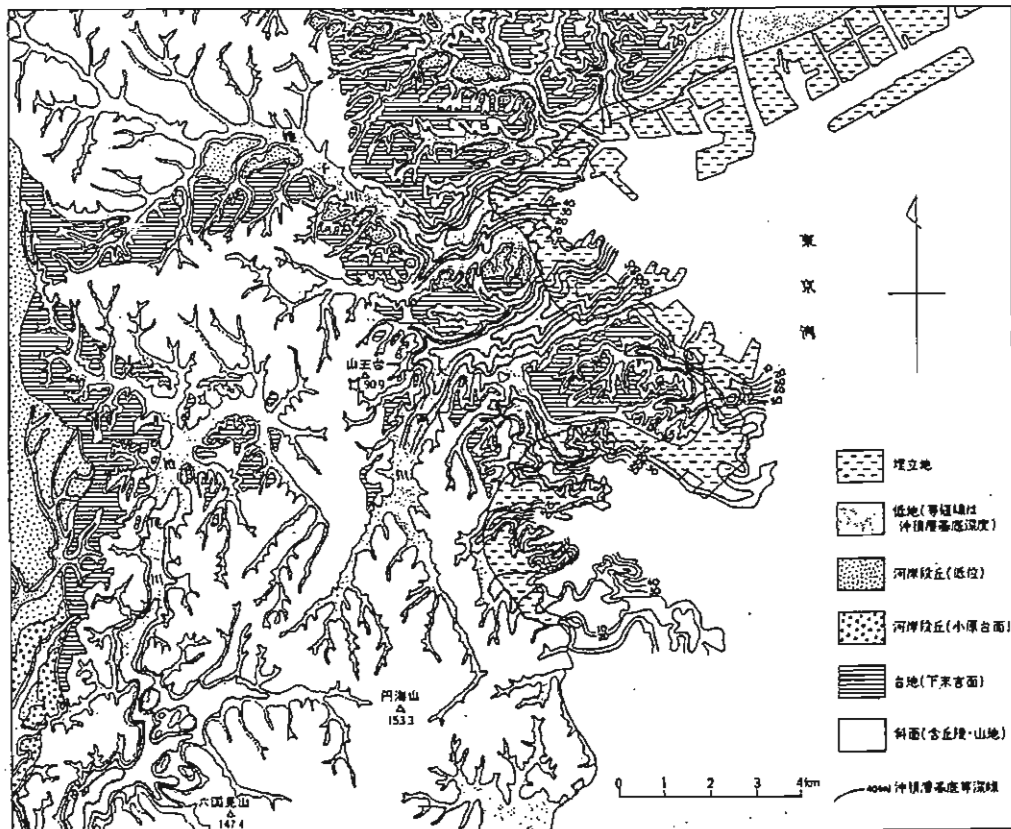 東
京
湾
山王台
△
90.9
円海山
△
153.3
六国見山
△
147.4
川
川
川
埋立地
低地(等値線は
沖積層基底深度)
河岸段丘(低位)
河岸段丘(小原台面)
台地(下末吉面)
斜面(含丘陵・山地)
沖積層基底等深線
0 1 2 3 4km